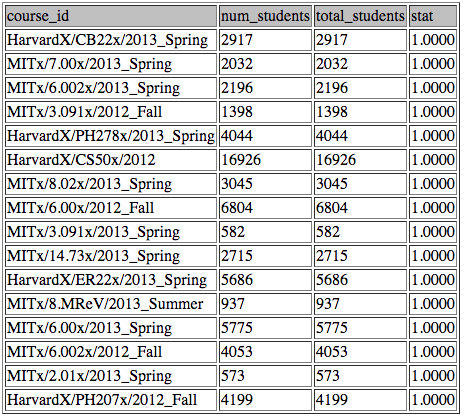 course_id num_students total_students stat
HarvardX/CB22x/2013_Spring 2917 2917 1.0000
MITx/7.00x/2013_Spring 2032 2032 1.0000
MITx/6.002x/2013_Spring 2196 2196 1.0000
MITx/3.091x/2012_Fall 1398 1398 1.0000
HarvardX/PH278x/2013_Spring 4044 4044 1.0000
HarvardX/CS50x/2012 16926 16926 1.0000
MITx/8.02x/2013_Spring 3045 3045 1.0000
MITx/6.00x/2012_Fall 6804 6804 1.0000
MITx/3.091x/2013_Spring 582 582 1.0000
MITx/14.73x/2013_Spring 2715 2715 1.0000
HarvardX/ER22x/2013_Spring 5686 5686 1.0000
MITx/8.MReV/2013_Summer 937 937 1.0000
MITx/6.00x/2013_Spring 5775 5775 1.0000
MITx/6.002x/2012_Fall 4053 4053 1.0000
MITx/2.01x/2013_Spring 573 573 1.0000
HarvardX/PH207x/2012_Fall 4199 4199 1.0000